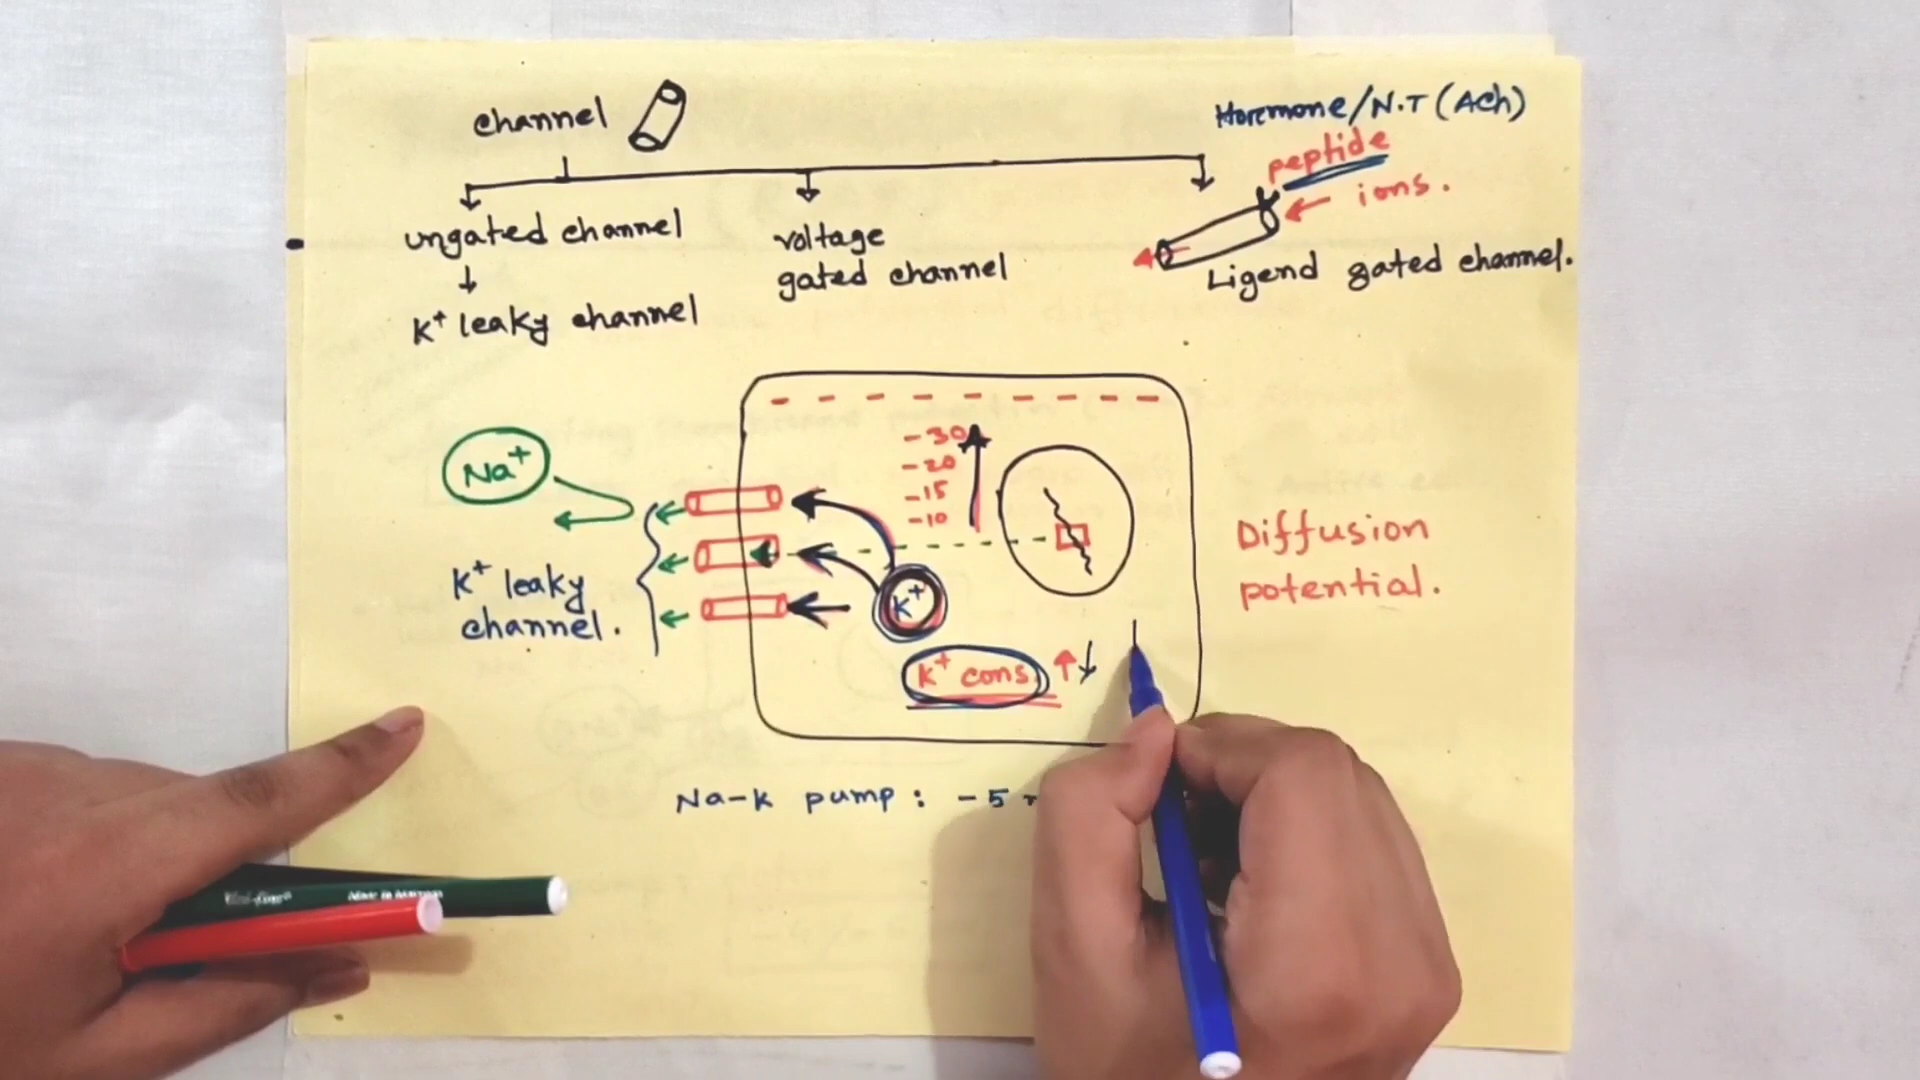 channel
Hormone/N.T (Ach)
peptide
ions.
ungated channel
K+ leaky channel
voltage
gated channel
Ligend gated channel.
Na+
K+ leaky
channel.
-30
-20
-15
-10
K+
K+ cons.
Diffusion
potential.
Na-K pump : -5